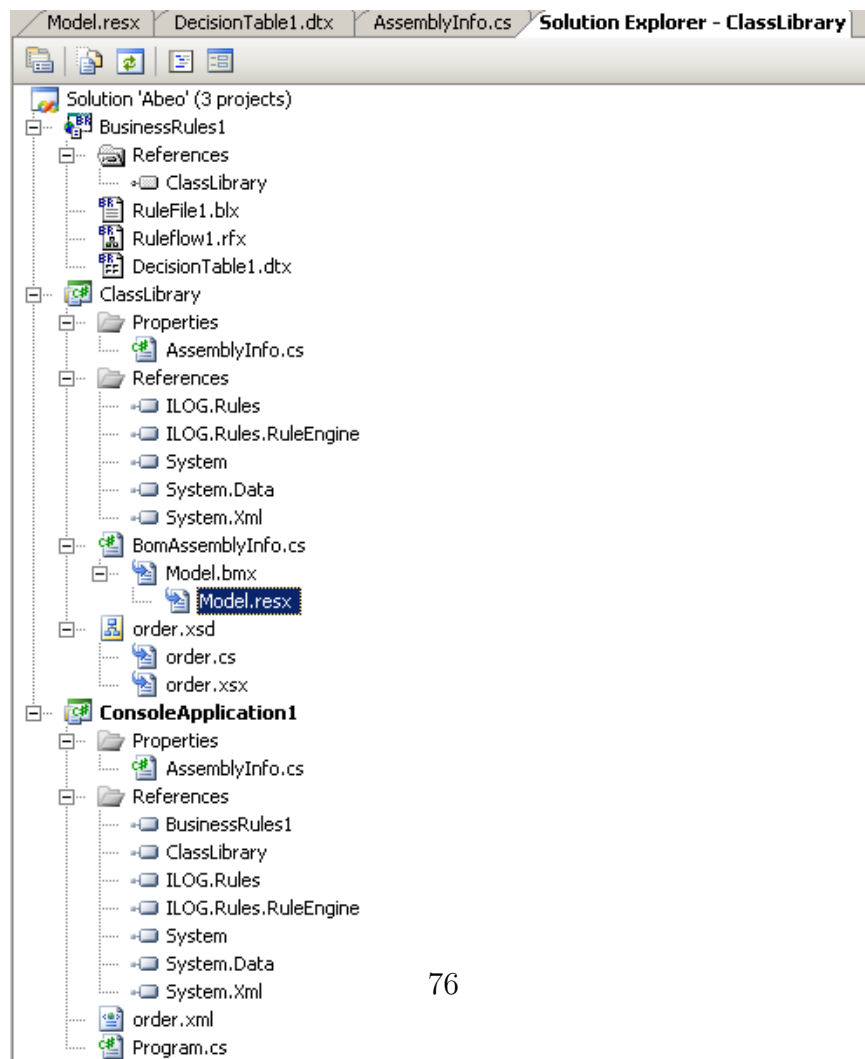 Model.resx DecisionTable1.dtx AssemblyInfo.cs Solution Explorer - ClassLibrary
Solution 'Abeo' (3 projects)
BusinessRules1
References
ClassLibrary
RuleFile1.blx
Ruleflow1.rfx
DecisionTable1.dtx
ClassLibrary
Properties
AssemblyInfo.cs
References
ILOG.Rules
ILOG.Rules.RuleEngine
System
System.Data
System.Xml
BomAssemblyInfo.cs
Model.bmx
Model.resx
order.xsd
order.cs
order.xsx
ConsoleApplication1
Properties
AssemblyInfo.cs
References
BusinessRules1
ClassLibrary
ILOG.Rules
ILOG.Rules.RuleEngine
System
System.Data
System.Xml
76
order.xml
Program.cs